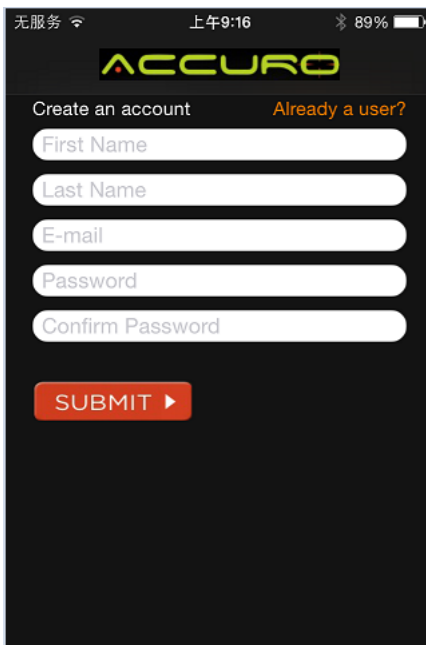 无服务 上午9:16 89%
ACCURO
Create an account Already a user?
First Name
Last Name
E-mail
Password
Confirm Password
SUBMIT